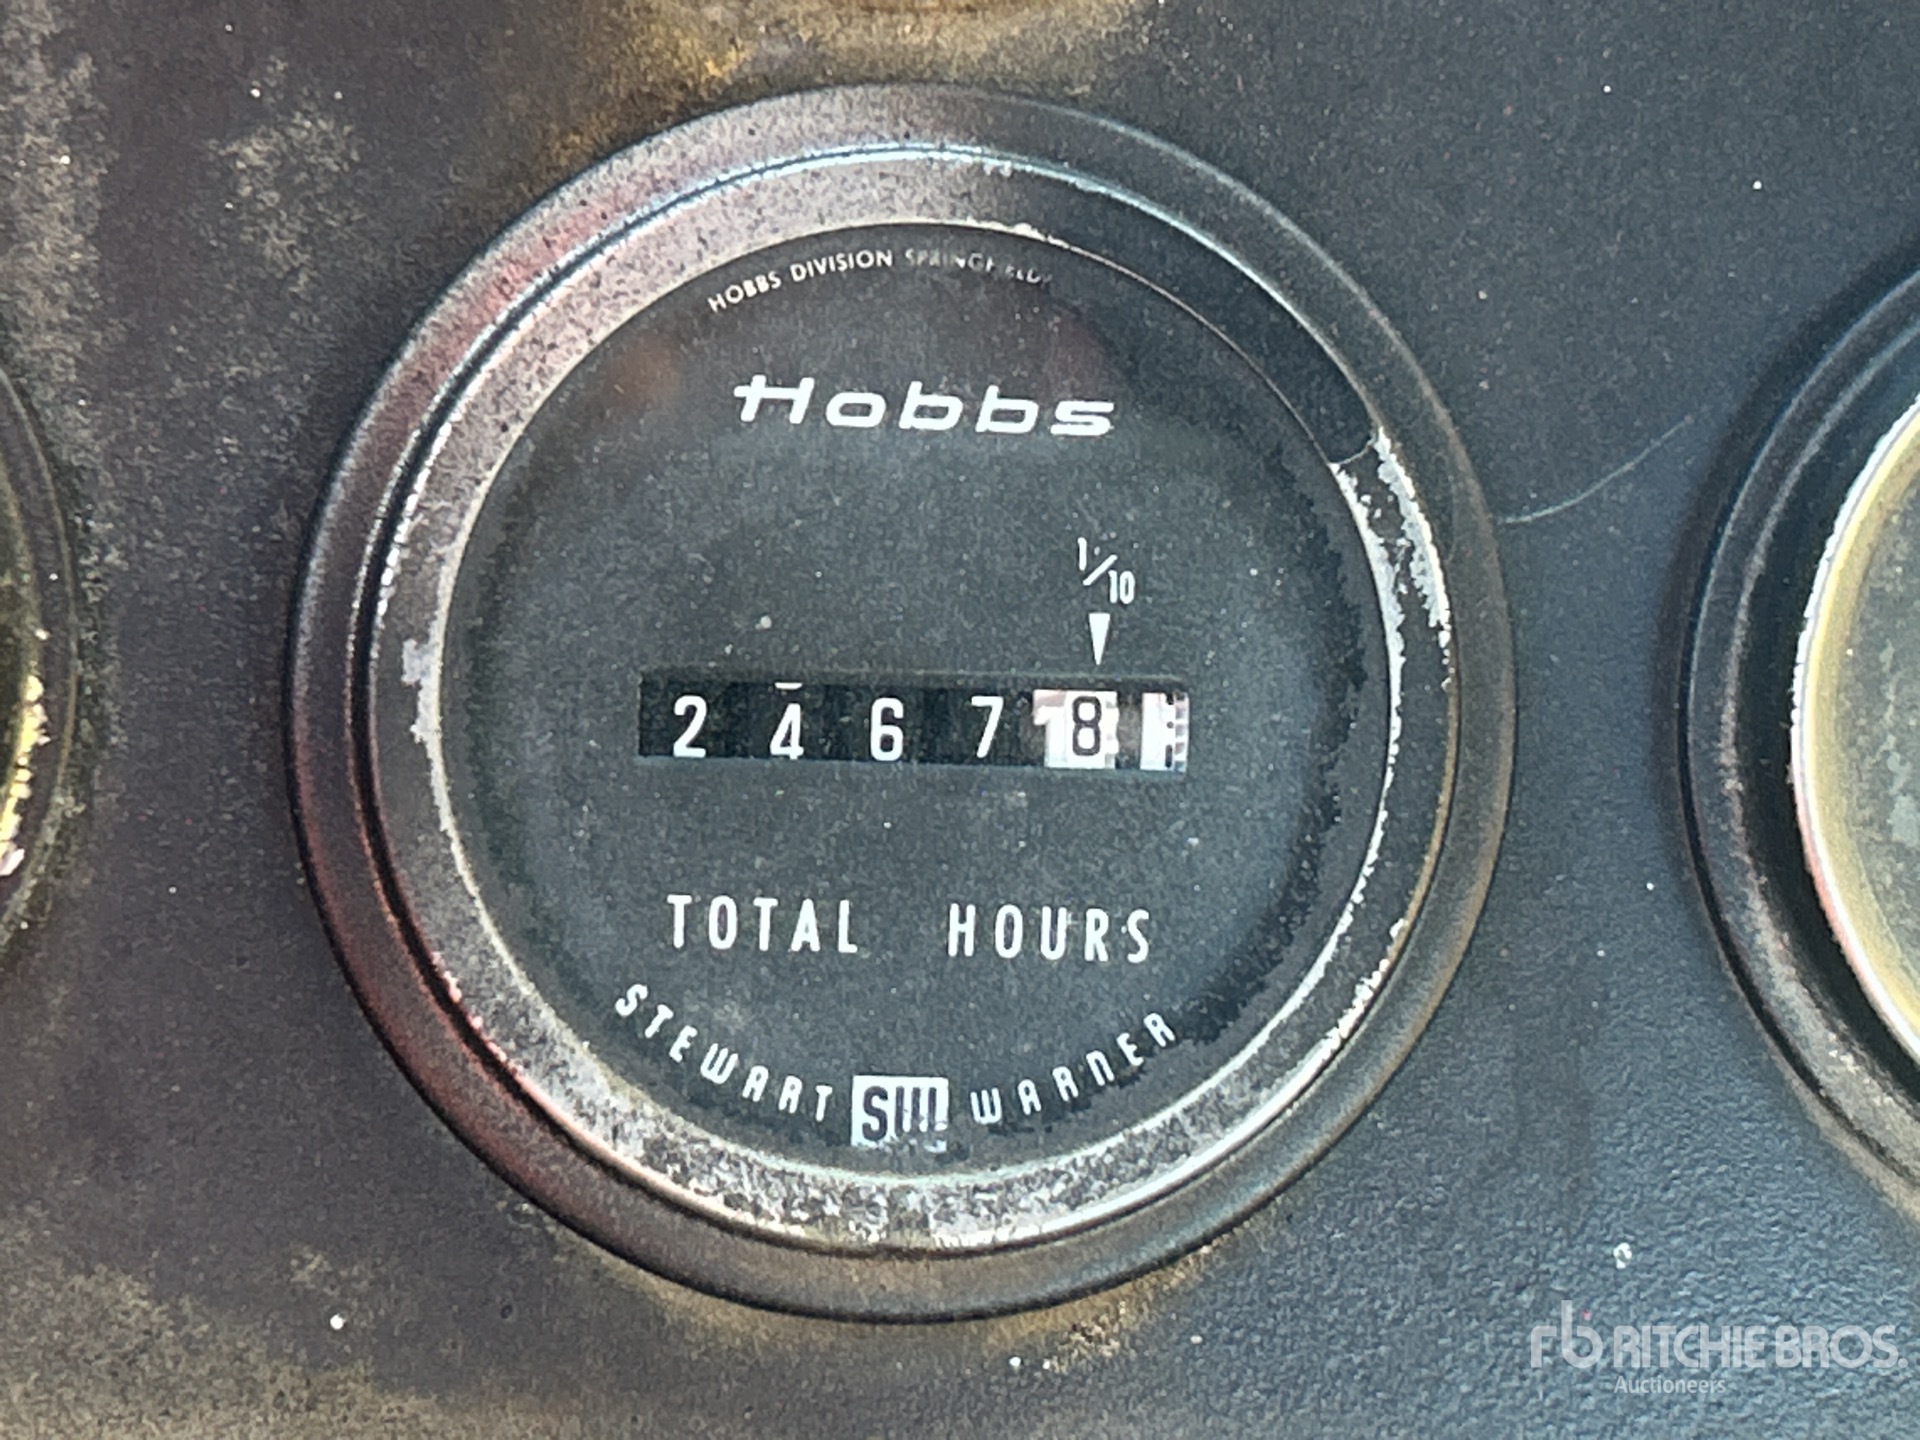 HOBBS DIVISION SPRINGFIELD
Hobbs
1/10
2 4 6 7 8
TOTAL HOURS
STEWART SW WARNER
rb RITCHIE BROS.
Auctioneers